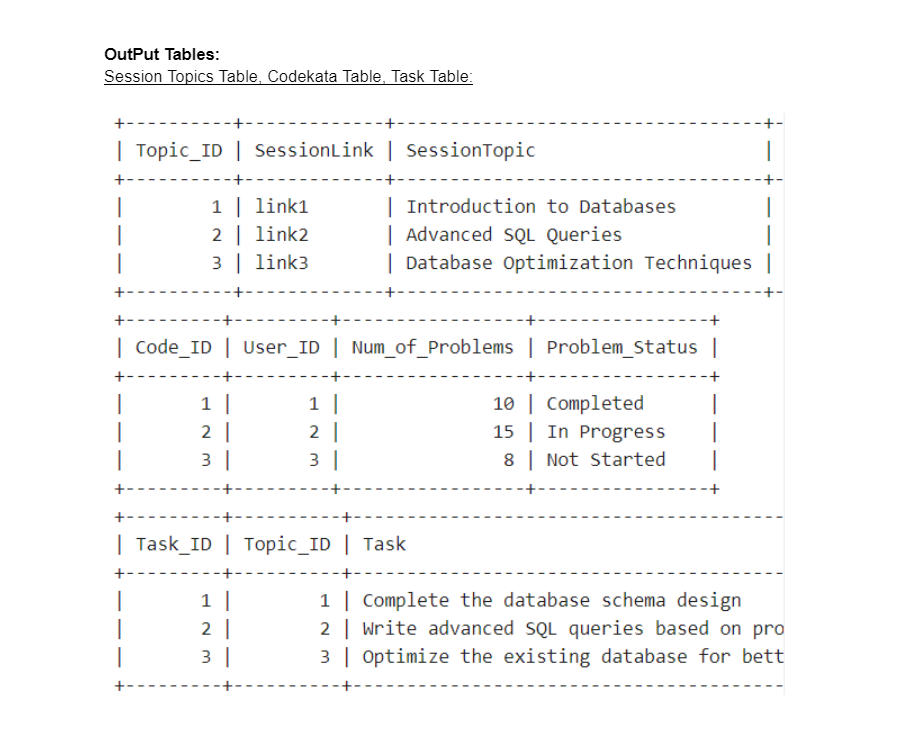 OutPut Tables:
Session Topics Table, Codekata Table, Task Table:
+----------+-------------+----------------------------------+-
| Topic_ID | SessionLink | SessionTopic                     |
+----------+-------------+----------------------------------+-
|        1 | link1       | Introduction to Databases        |
|        2 | link2       | Advanced SQL Queries             |
|        3 | link3       | Database Optimization Techniques |
+----------+-------------+----------------------------------+-
+---------+---------+-----------------+----------------+
| Code_ID | User_ID | Num_of_Problems | Problem_Status |
+---------+---------+-----------------+----------------+
|       1 |       1 |              10 | Completed      |
|       2 |       2 |              15 | In Progress    |
|       3 |       3 |               8 | Not Started    |
+---------+---------+-----------------+----------------+
+---------+----------+----------------------------------------
| Task_ID | Topic_ID | Task
+---------+----------+----------------------------------------
|       1 |        1 | Complete the database schema design
|       2 |        2 | Write advanced SQL queries based on pro
|       3 |        3 | Optimize the existing database for bett
+---------+----------+----------------------------------------